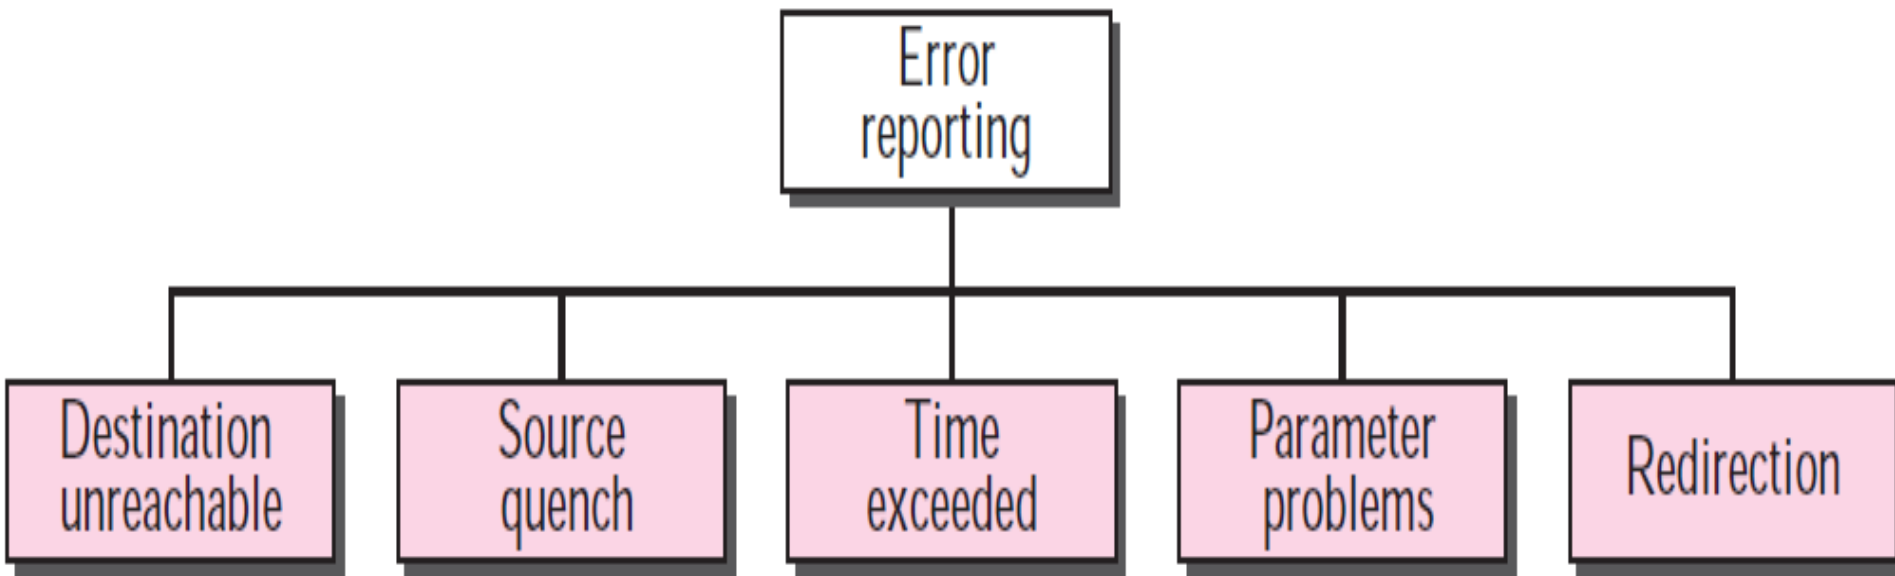 Error
reporting
Destination
unreachable
Source
quench
Time
exceeded
Parameter
problems
Redirection